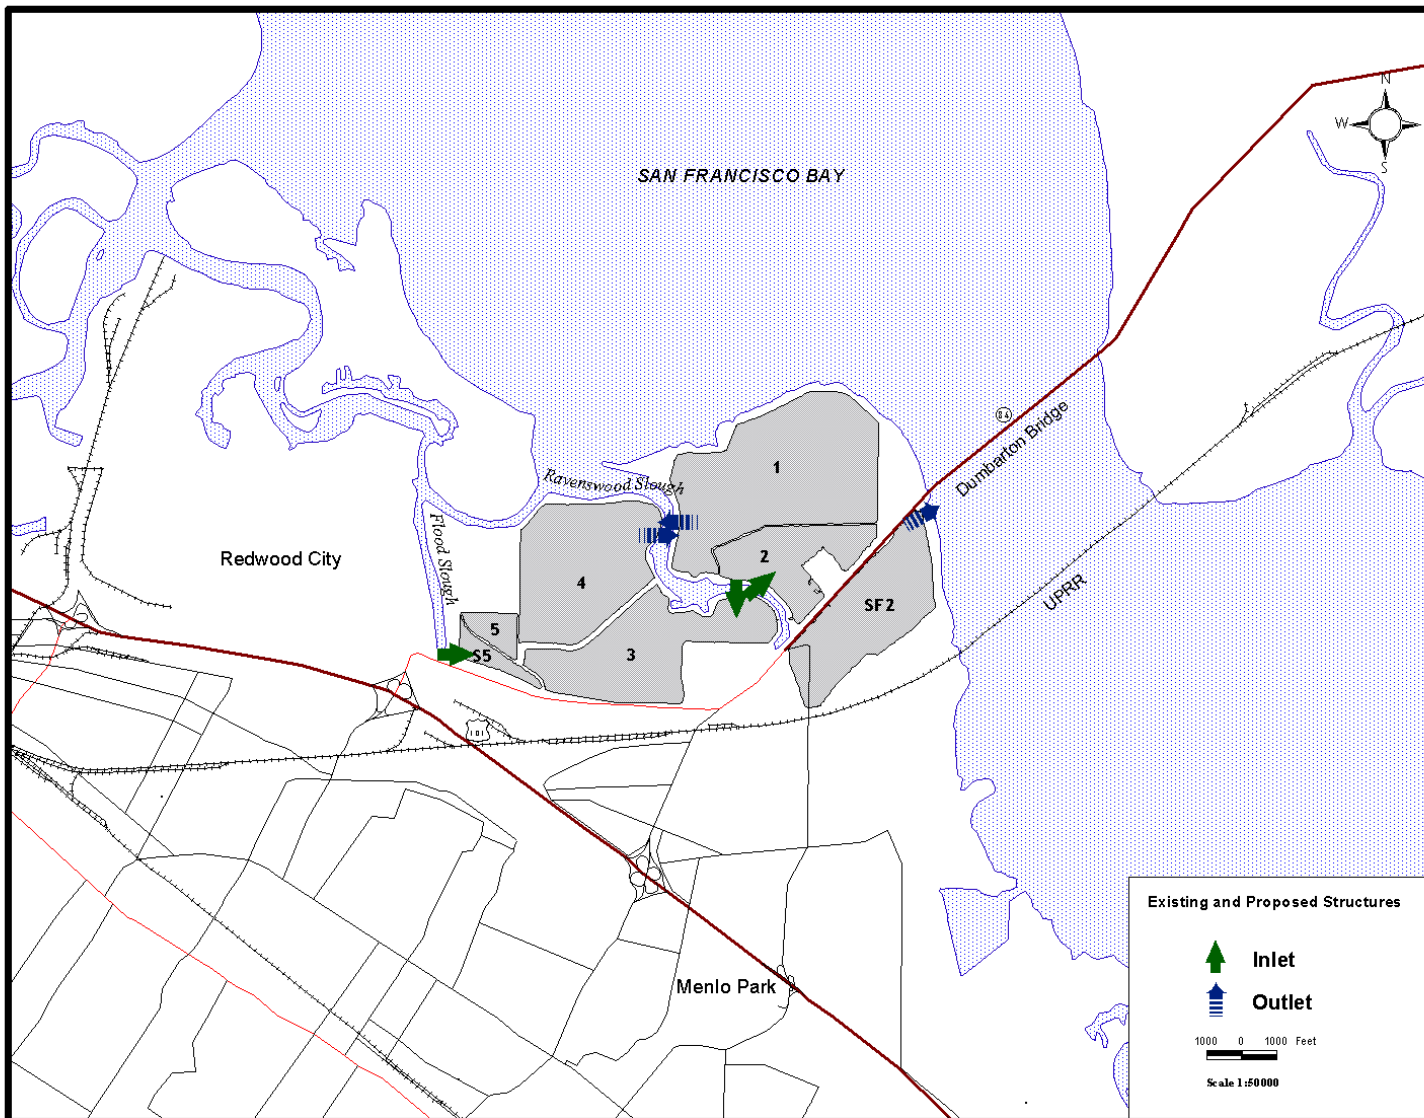 N
W
S
SAN FRANCISCO BAY
84
Dumbarton Bridge
1
Ravenswood Slough
Flood Slough
Redwood City
2
4
SF2
UPRR
5
S5
3
101
Menlo Park
Existing and Proposed Structures
Inlet
Outlet
1000 0 1000 Feet
Scale 1:50000